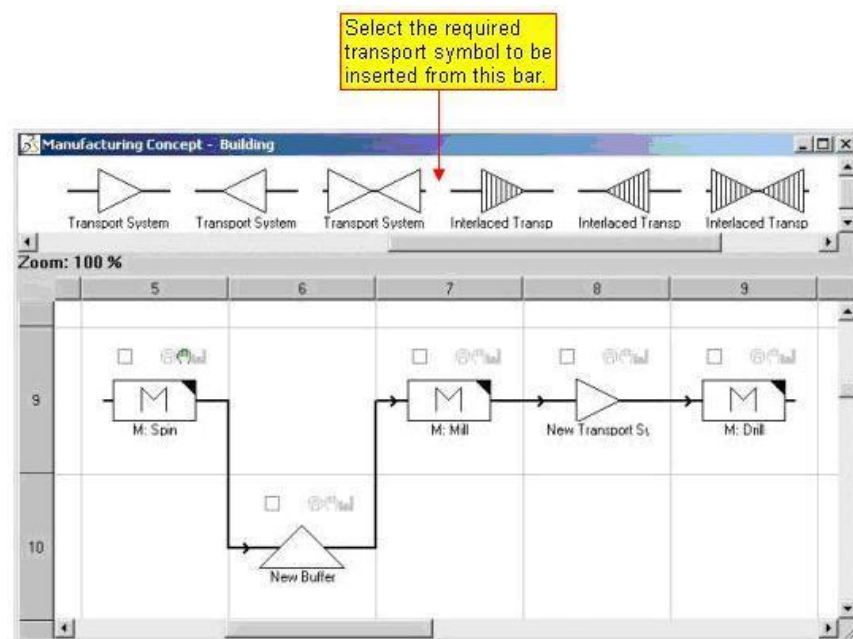 Select the required
transport symbol to be
inserted from this bar.
Manufacturing Concept - Building
Transport System Transport System Transport System Interlaced Transp Interlaced Transp Interlaced Transp
Zoom: 100 %
5 6 7 8 9
9
M: Spin M: Mill New Transport Sy M: Drill
10
New Buffer